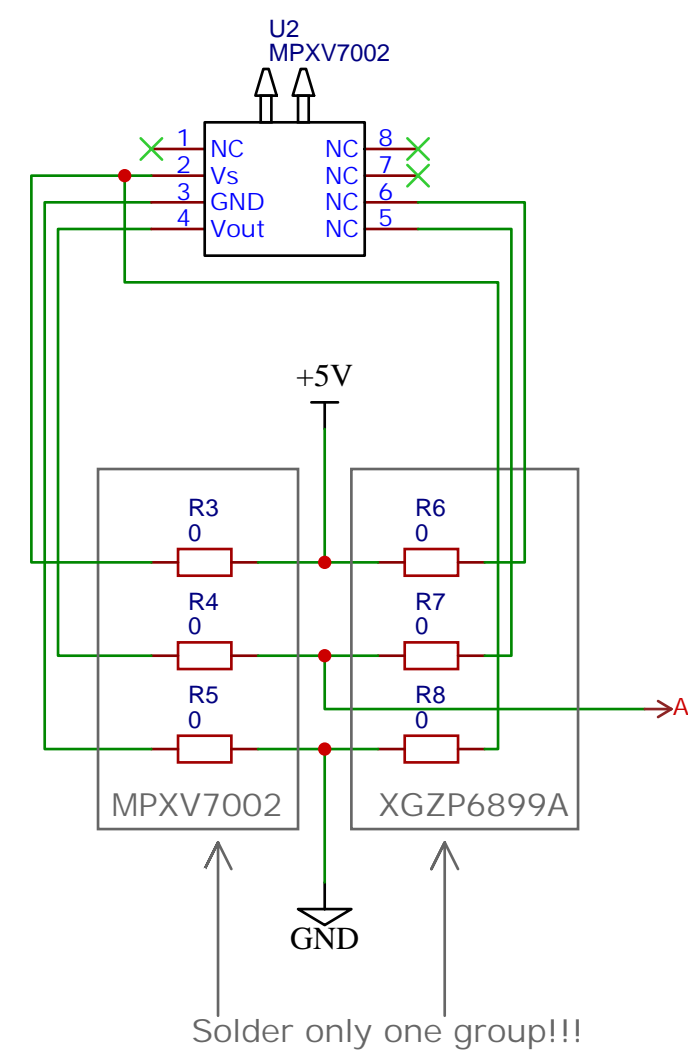 U2
MPXV7002
1 NC NC 8
2 Vs NC 7
3 GND NC 6
4 Vout NC 5
+5V
R3 R6
0 0
R4 R7
0 0
R5 R8
0 0
A
MPXV7002 XGZP6899A
GND
Solder only one group!!!